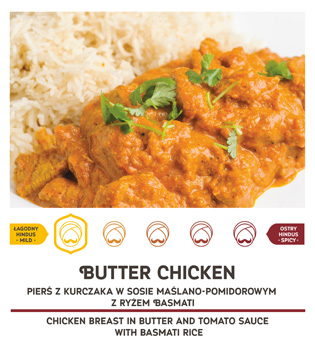 ŁAGODNY
HINDUS
- MILD -
OSTRY
HINDUS
- SPICY -
BUTTER CHICKEN
PIERŚ Z KURCZAKA W SOSIE MAŚLANO-POMIDOROWYM
Z RYŻEM BASMATI
CHICKEN BREAST IN BUTTER AND TOMATO SAUCE
WITH BASMATI RICE